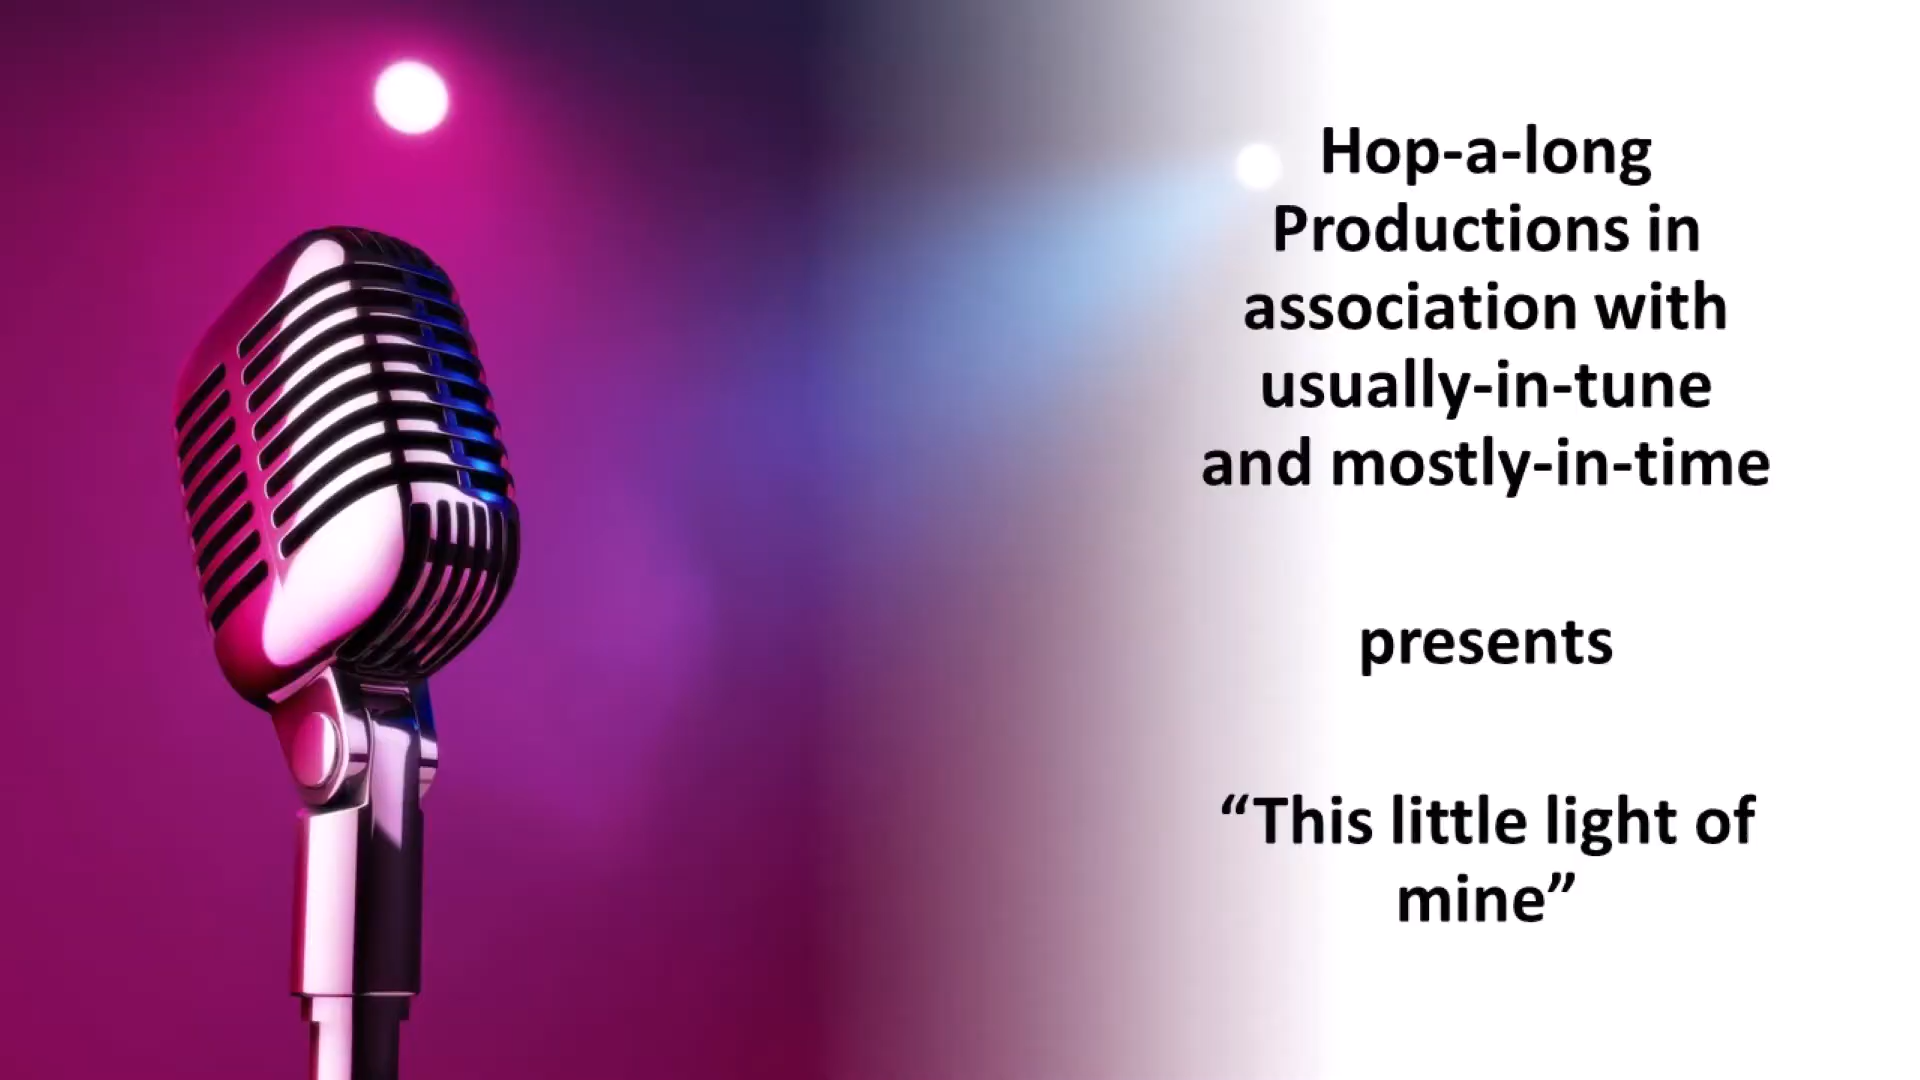 Hop-a-long
Productions in
association with
usually-in-tune
and mostly-in-time
presents
“This little light of
mine”